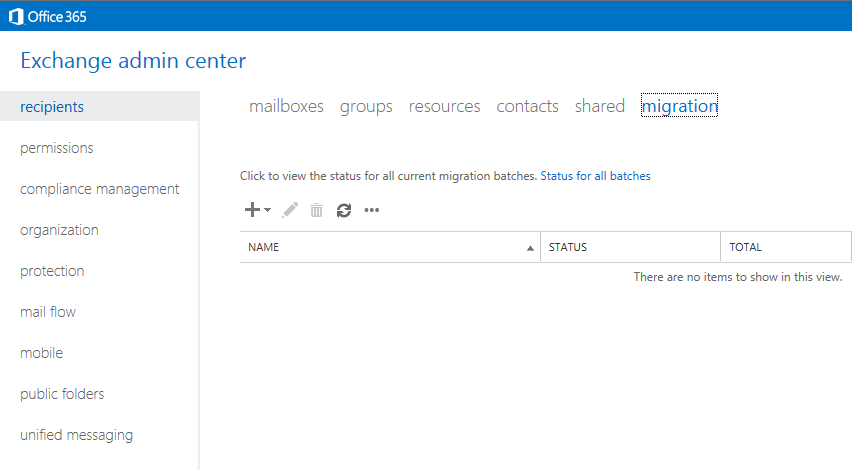 Office 365
Exchange admin center
recipients
permissions
compliance management
organization
protection
mail flow
mobile
public folders
unified messaging
mailboxes groups resources contacts shared migration
Click to view the status for all current migration batches. Status for all batches
NAME STATUS TOTAL
There are no items to show in this view.